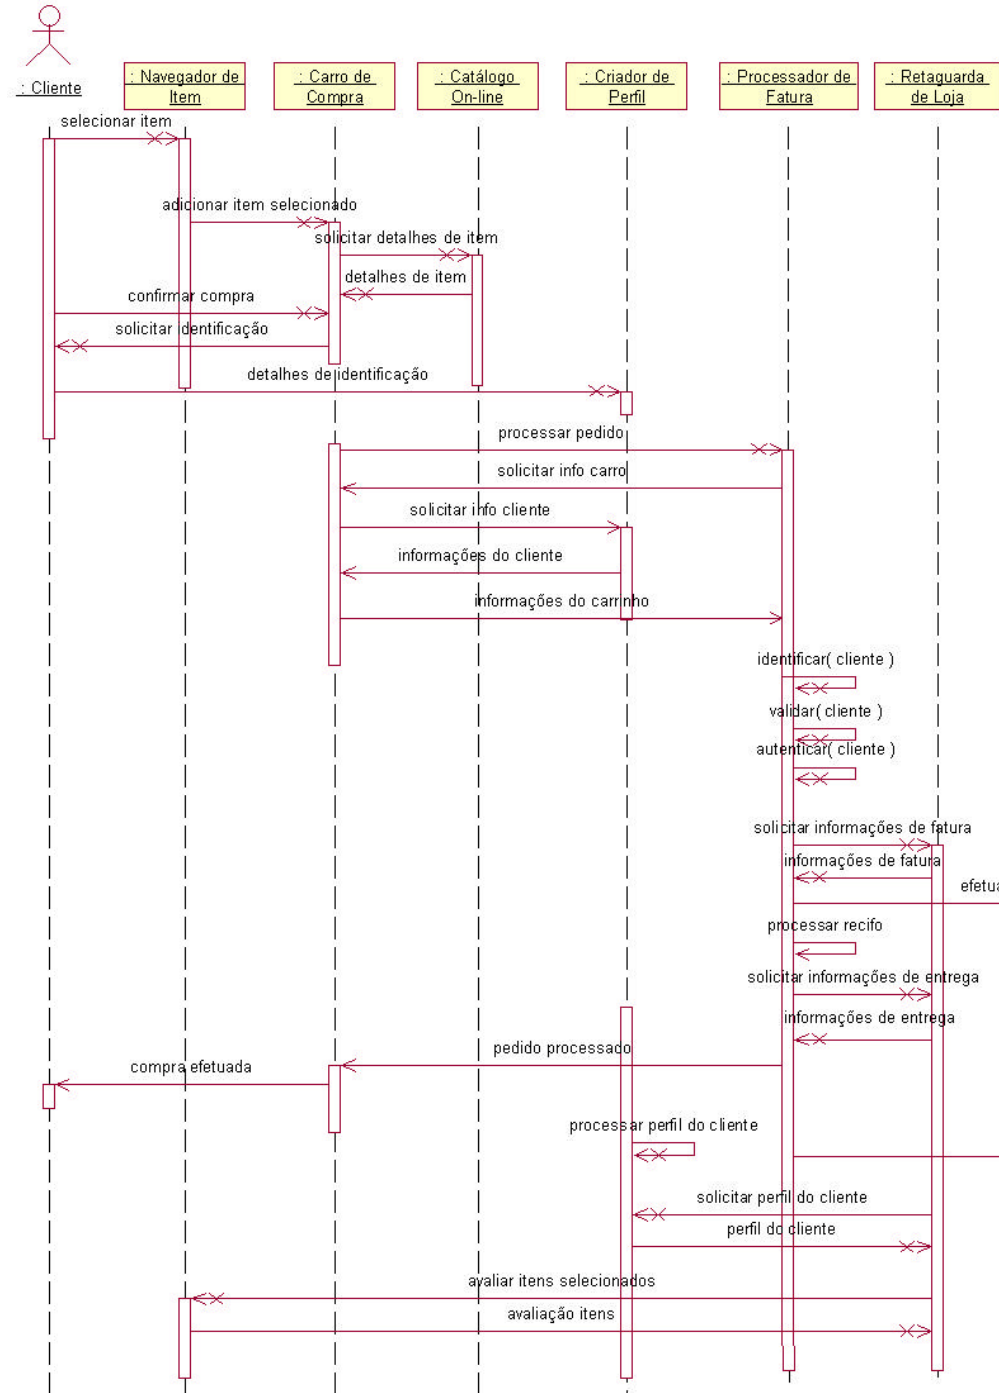 : Cliente
: Navegador de
Item
: Carro de
Compra
: Catálogo
On-line
: Criador de
Perfil
: Processador de
Fatura
: Retaguarda
de Loja
selecionar item
adicionar item selecionado
solicitar detalhes de item
detalhes de item
confirmar compra
solicitar identificação
detalhes de identificação
processar pedido
solicitar info carro
solicitar info cliente
informações do cliente
informações do carrinho
identificar( cliente )
validar( cliente )
autenticar( cliente )
solicitar informações de fatura
informações de fatura
efetua
processar recifo
solicitar informações de entrega
informações de entrega
pedido processado
compra efetuada
processar perfil do cliente
solicitar perfil do cliente
perfil do cliente
avaliar itens selecionados
avaliação itens